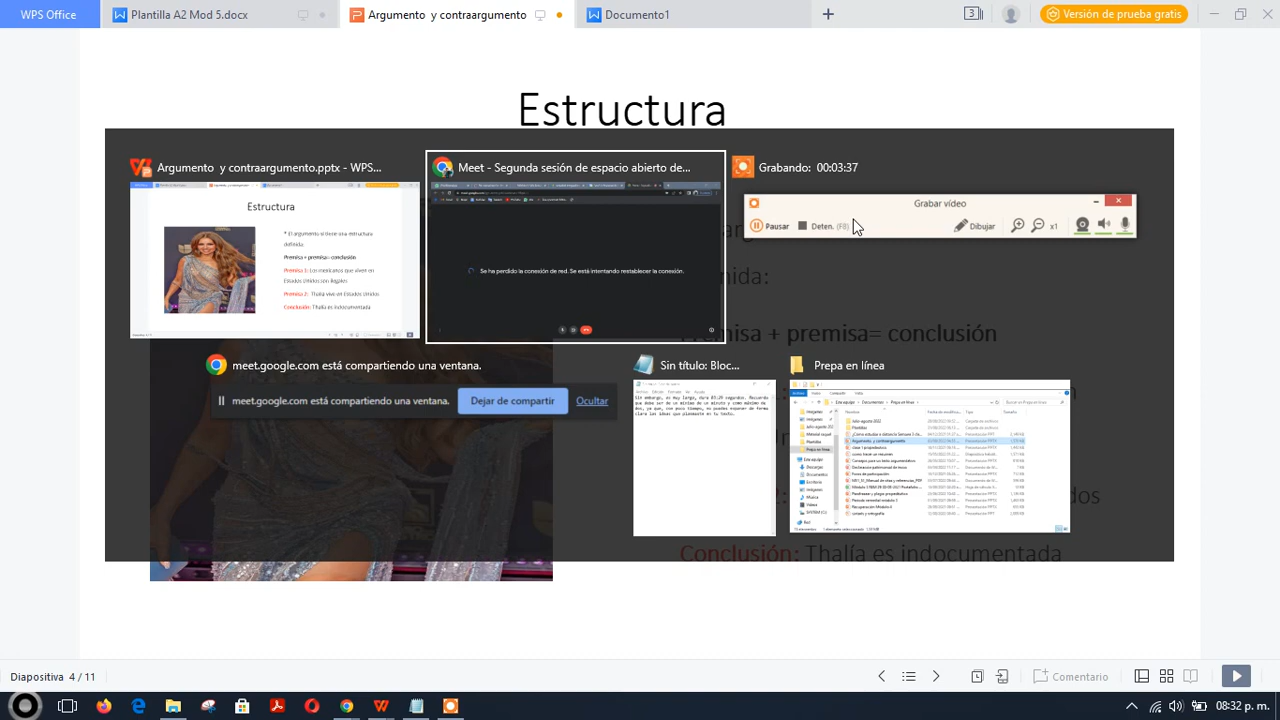 WPS Office
Plantilla A2 Mod 5.docx
Argumento y contraargumento
Documento1
3
Versión de prueba gratis
Estructura
Argumento y contraargumento.pptx - WPS...
Meet - Segunda sesión de espacio abierto de...
Grabando: 00:03:37
Estructura
* El argumento sí tiene una estructura
definida:
Premisa + premisa= conclusión
Premisa 1: Los mexicanos que viven en
Estados Unidos son ilegales
Premisa 2: Thalía vive en Estados Unidos
Conclusión: Thalía es indocumentada
Se ha perdido la conexión de red. Se está intentando restablecer la conexión.
Grabar vídeo
Pausar
Deten. (F8)
Dibujar
x1
nida:
misa + premisa= conclusión
meet.google.com está compartiendo una ventana.
meet.google.com está compartiendo una ventana.
Dejar de compartir
Ocultar
Sin título: Bloc...
Prepa en línea
dos
Conclusión: Thalía es indocumentada
Diapositiva 4 / 11
Comentario
08:32 p. m.